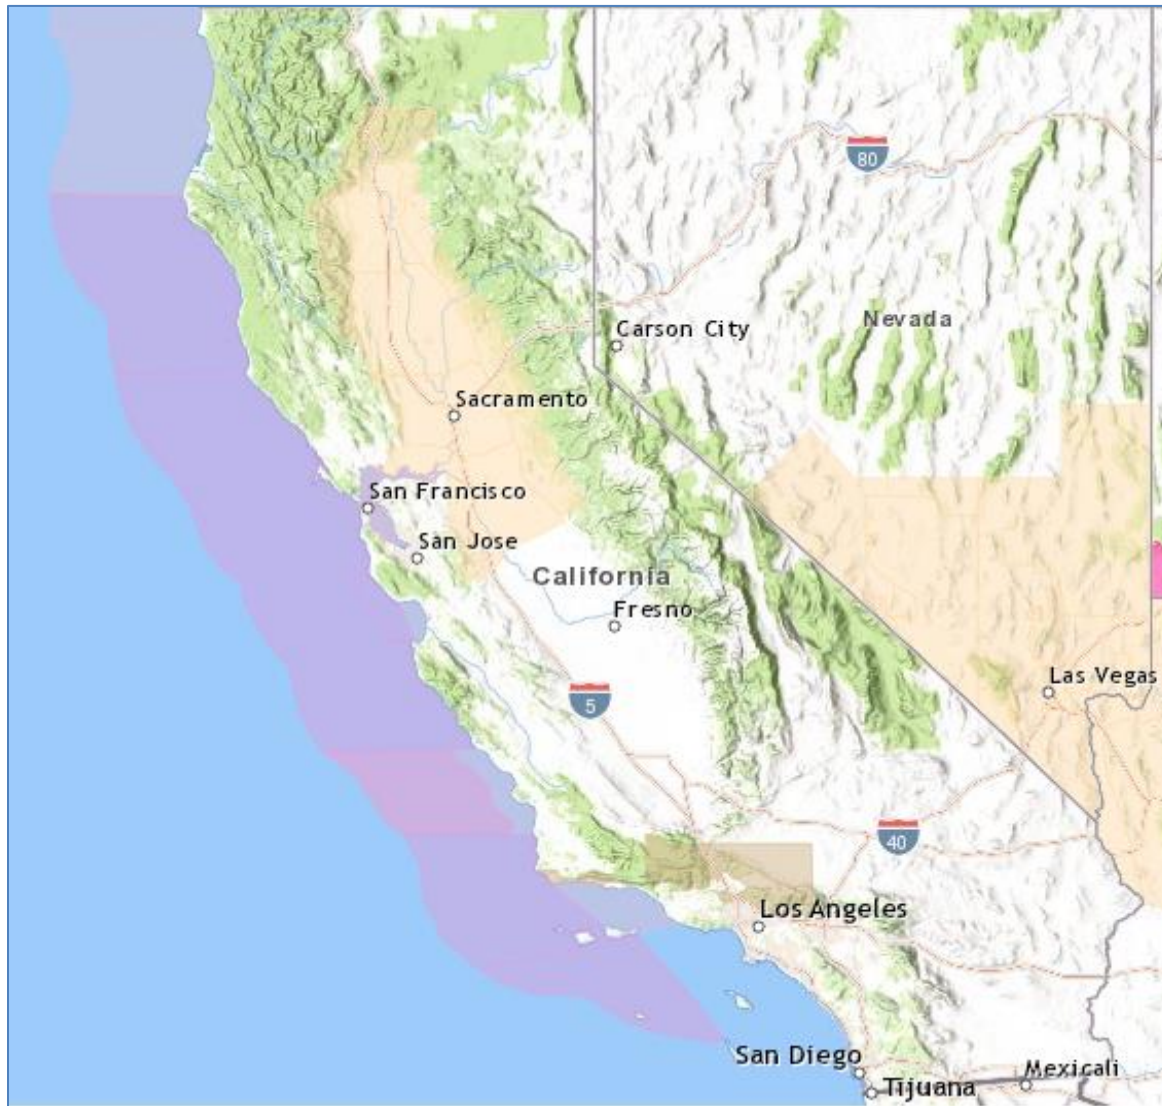 80
Carson City
Nevada
Sacramento
San Francisco
San Jose
California
Fresno
Las Vegas
5
40
Los Angeles
San Diego
Mexicali
Tijuana